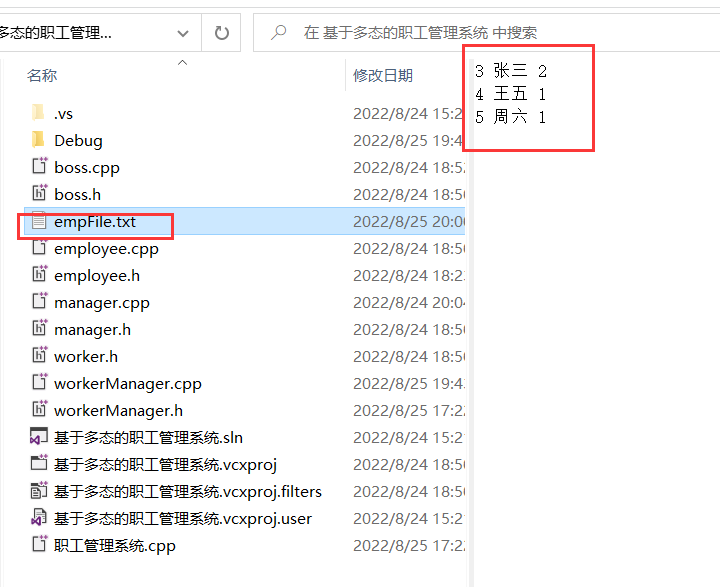 多态的职工管理...
在 基于多态的职工管理系统 中搜索
名称 修改日期
.vs 2022/8/24 15:2
Debug 2022/8/25 19:4
boss.cpp 2022/8/24 18:5
boss.h 2022/8/24 18:5
empFile.txt 2022/8/25 20:0
employee.cpp 2022/8/24 18:5
employee.h 2022/8/24 18:2
manager.cpp 2022/8/24 20:0
manager.h 2022/8/24 18:5
worker.h 2022/8/24 18:5
workerManager.cpp 2022/8/25 19:4
workerManager.h 2022/8/25 17:2
基于多态的职工管理系统.sln 2022/8/24 15:2
基于多态的职工管理系统.vcxproj 2022/8/24 18:5
基于多态的职工管理系统.vcxproj.filters 2022/8/24 18:5
基于多态的职工管理系统.vcxproj.user 2022/8/24 15:2
职工管理系统.cpp 2022/8/25 17:2
3 张三 2
4 王五 1
5 周六 1